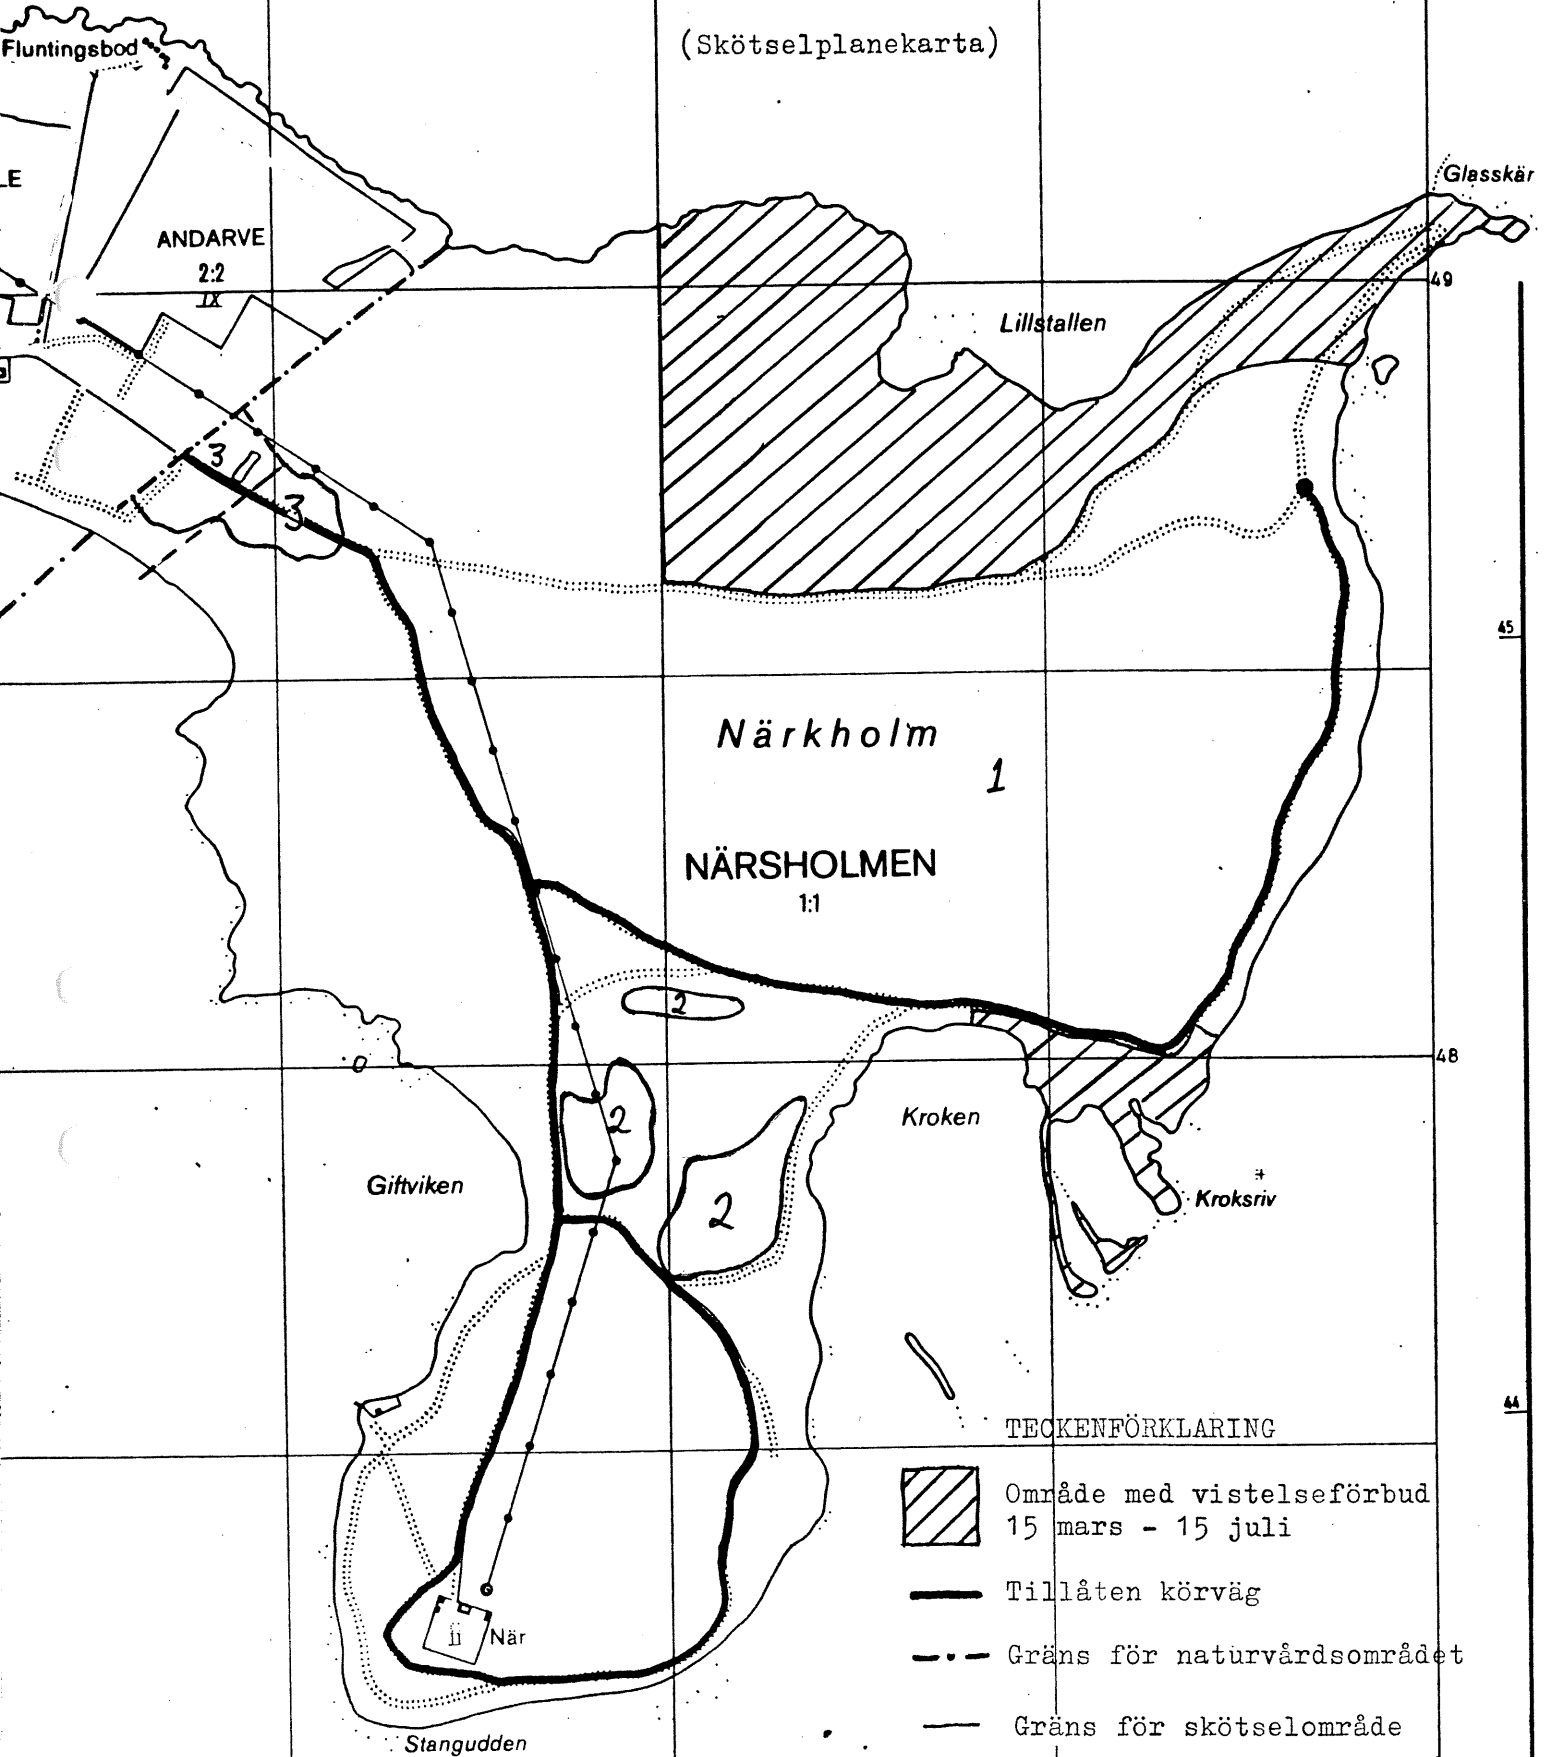 (Skötselplanekarta)
Fluntingsbod
Glasskär
LE
ANDARVE
2:2
IX
49
Lillstallen
3
3
45
Närkholm
1
NÄRSHOLMEN
1:1
2
48
2
Kroken
Giftviken
2
Kroksriv
44
TECKENFÖRKLARING
Område med vistelseförbud
15 mars - 15 juli
Tillåten körväg
När
Gräns för naturvårdsområdet
Gräns för skötselområde
Stangudden